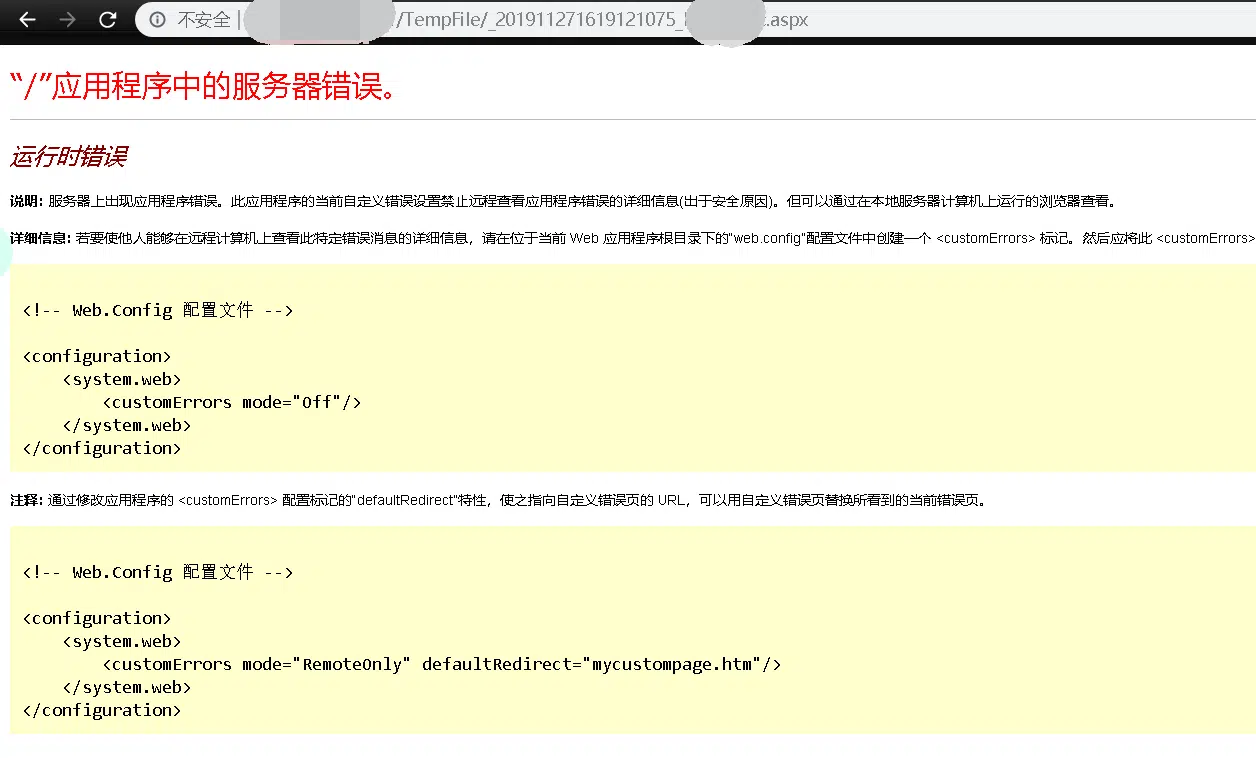 不安全 | /TempFile/_201911271619121075_ .aspx
“/”应用程序中的服务器错误。
运行时错误
说明: 服务器上出现应用程序错误。此应用程序的当前自定义错误设置禁止远程查看应用程序错误的详细信息(出于安全原因)。但可以通过在本地服务器计算机上运行的浏览器查看。
详细信息: 若要使他人能够在远程计算机上查看此特定错误消息的详细信息，请在位于当前 Web 应用程序根目录下的“web.config”配置文件中创建一个 <customErrors> 标记。然后应将此 <customErrors>
<!-- Web.Config 配置文件 -->
<configuration>
    <system.web>
        <customErrors mode="Off"/>
    </system.web>
</configuration>
注释: 通过修改应用程序的 <customErrors> 配置标记的“defaultRedirect”特性，使之指向自定义错误页的 URL，可以用自定义错误页替换所看到的当前错误页。
<!-- Web.Config 配置文件 -->
<configuration>
    <system.web>
        <customErrors mode="RemoteOnly" defaultRedirect="mycustompage.htm"/>
    </system.web>
</configuration>